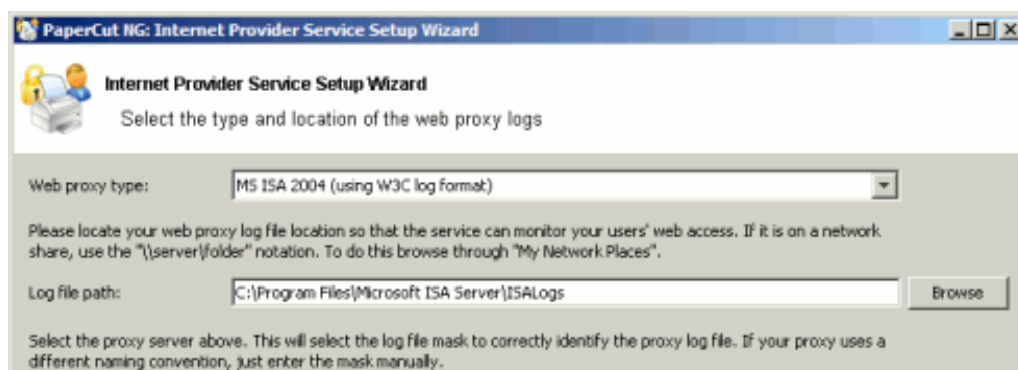 PaperCut NG: Internet Provider Service Setup Wizard
Internet Provider Service Setup Wizard
Select the type and location of the web proxy logs
Web proxy type:
MS ISA 2004 (using W3C log format)
Please locate your web proxy log file location so that the service can monitor your users' web access. If it is on a network
share, use the "\\server\folder" notation. To do this browse through "My Network Places".
Log file path:
C:\Program Files\Microsoft ISA Server\ISALogs
Browse
Select the proxy server above. This will select the log file mask to correctly identify the proxy log file. If your proxy uses a
different naming convention, just enter the mask manually.